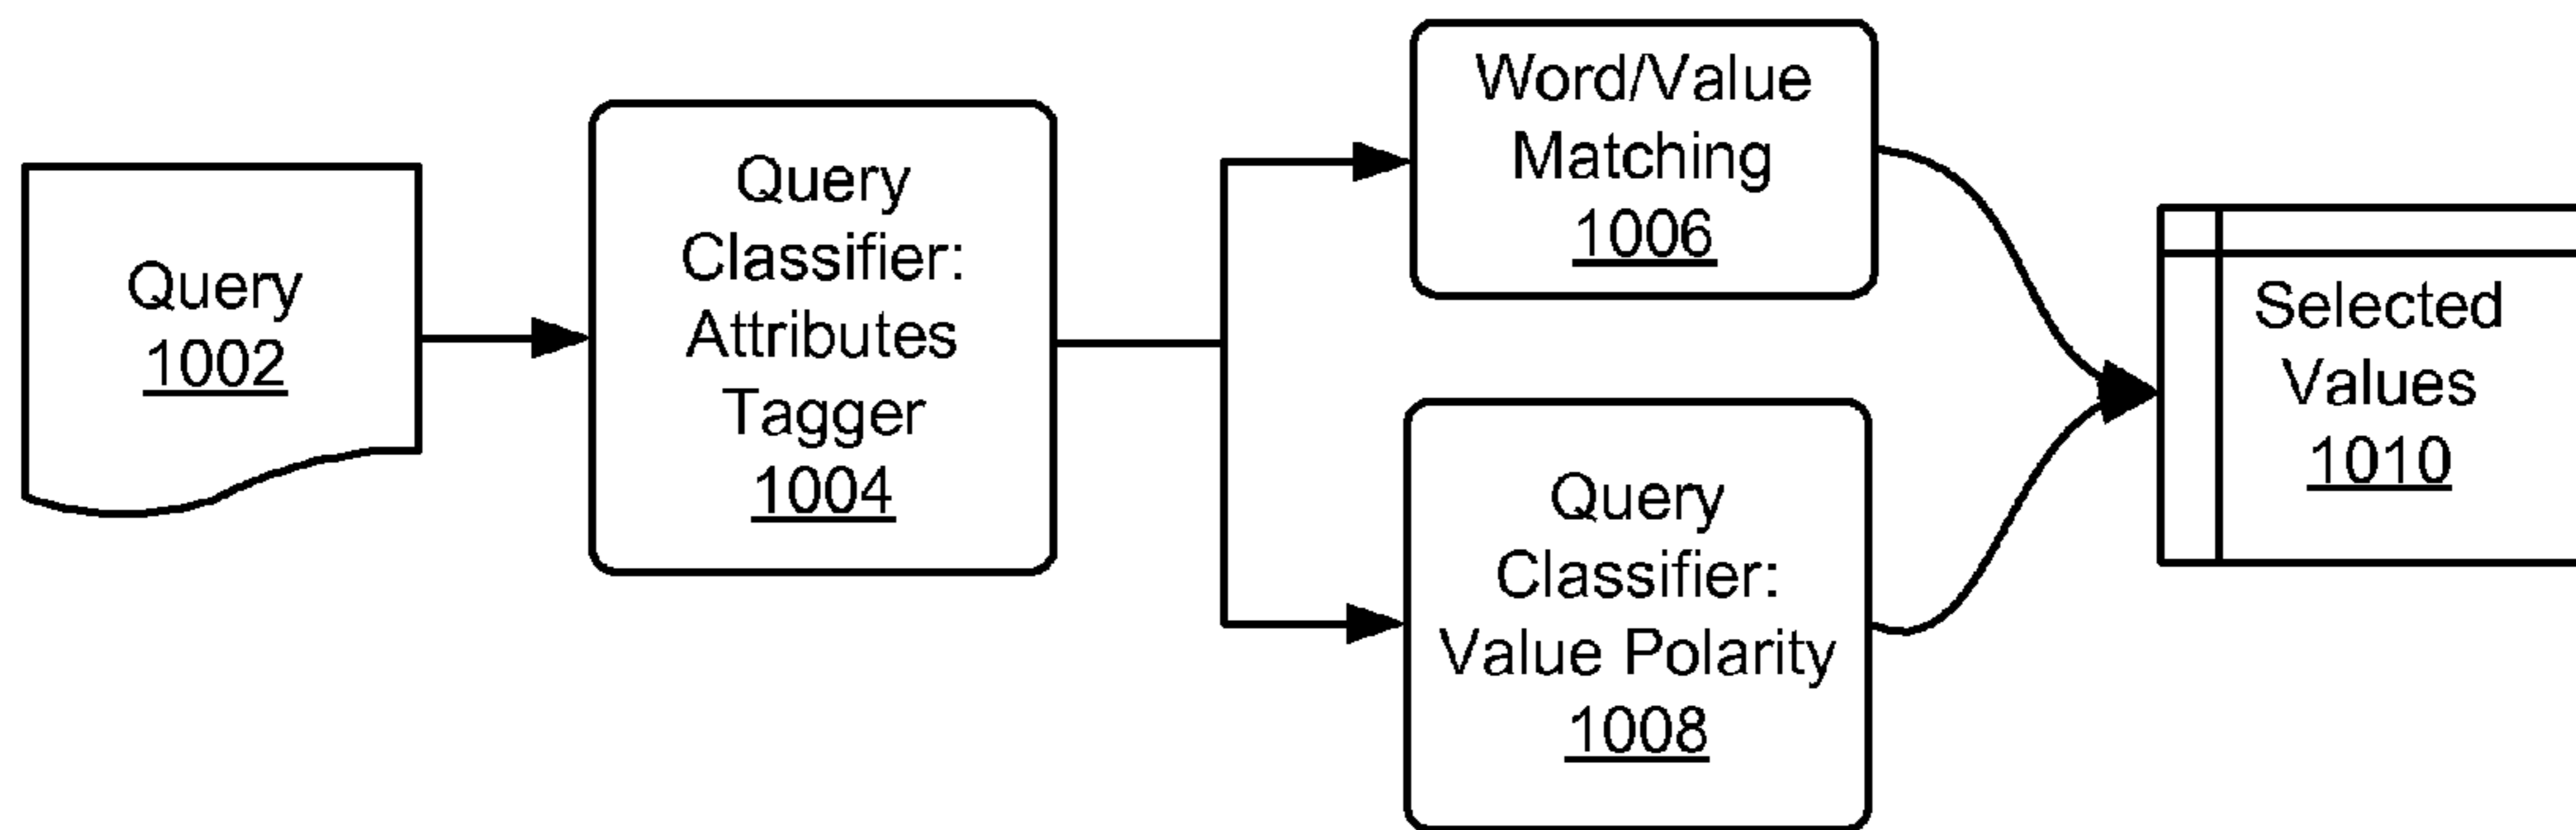 Query
1002
Query
Classifier:
Attributes
Tagger
1004
Word/Value
Matching
1006
Query
Classifier:
Value Polarity
1008
Selected
Values
1010